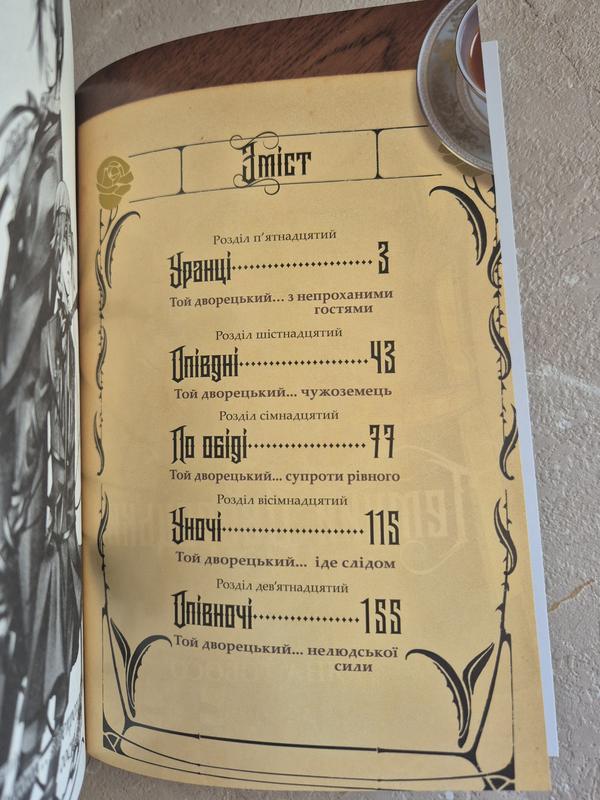 Зміст
Розділ п'ятнадцятий
Уранці 3
Той дворецький... з непроханими
гостями
Розділ шістнадцятий
Опівдні 43
Той дворецький... чужоземець
Розділ сімнадцятий
По обіді 77
Той дворецький... супроти рівного
Розділ вісімнадцятий
Уночі 115
Той дворецький... іде слідом
Розділ дев'ятнадцятий
Опівночі 155
Той дворецький... нелюдської
сили